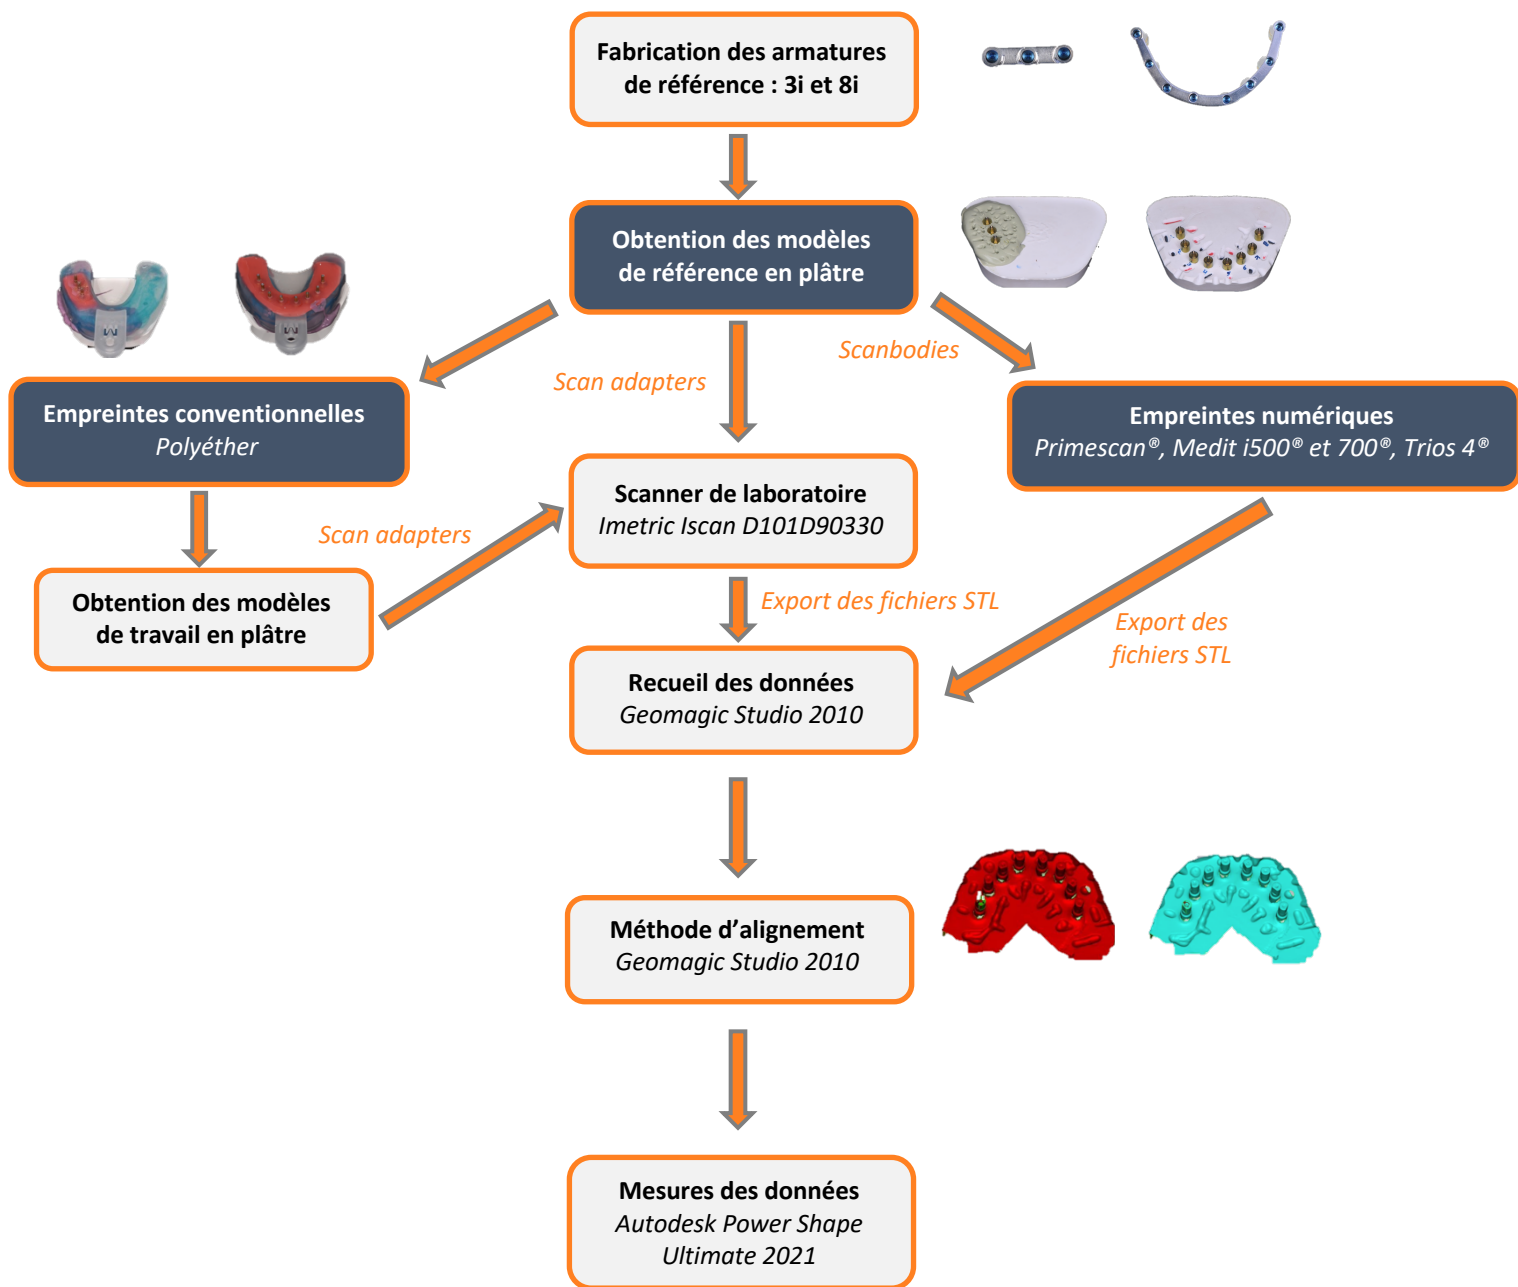 Fabrication des armatures
de référence : 3i et 8i
Obtention des modèles
de référence en plâtre
Scanbodies
Scan adapters
Empreintes conventionnelles
Polyéther
Empreintes numériques
Primescan®, Medit i500® et 700®, Trios 4®
Scanner de laboratoire
Imetric Iscan D101D90330
Scan adapters
Obtention des modèles
de travail en plâtre
Export des fichiers STL
Export des
fichiers STL
Recueil des données
Geomagic Studio 2010
Méthode d’alignement
Geomagic Studio 2010
Mesures des données
Autodesk Power Shape
Ultimate 2021